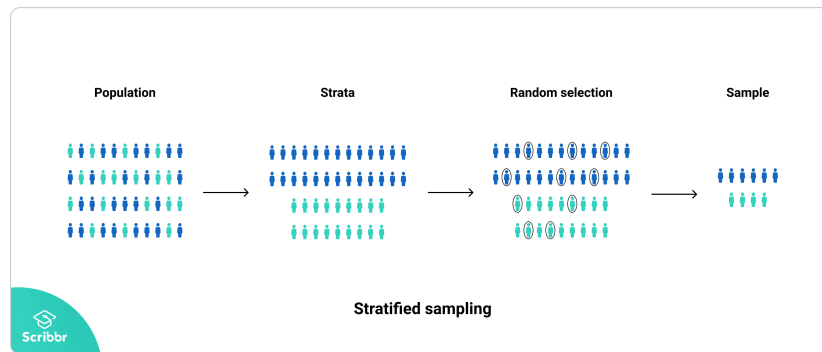 Population
Strata
Random selection
Sample
Stratified sampling
Scribbr